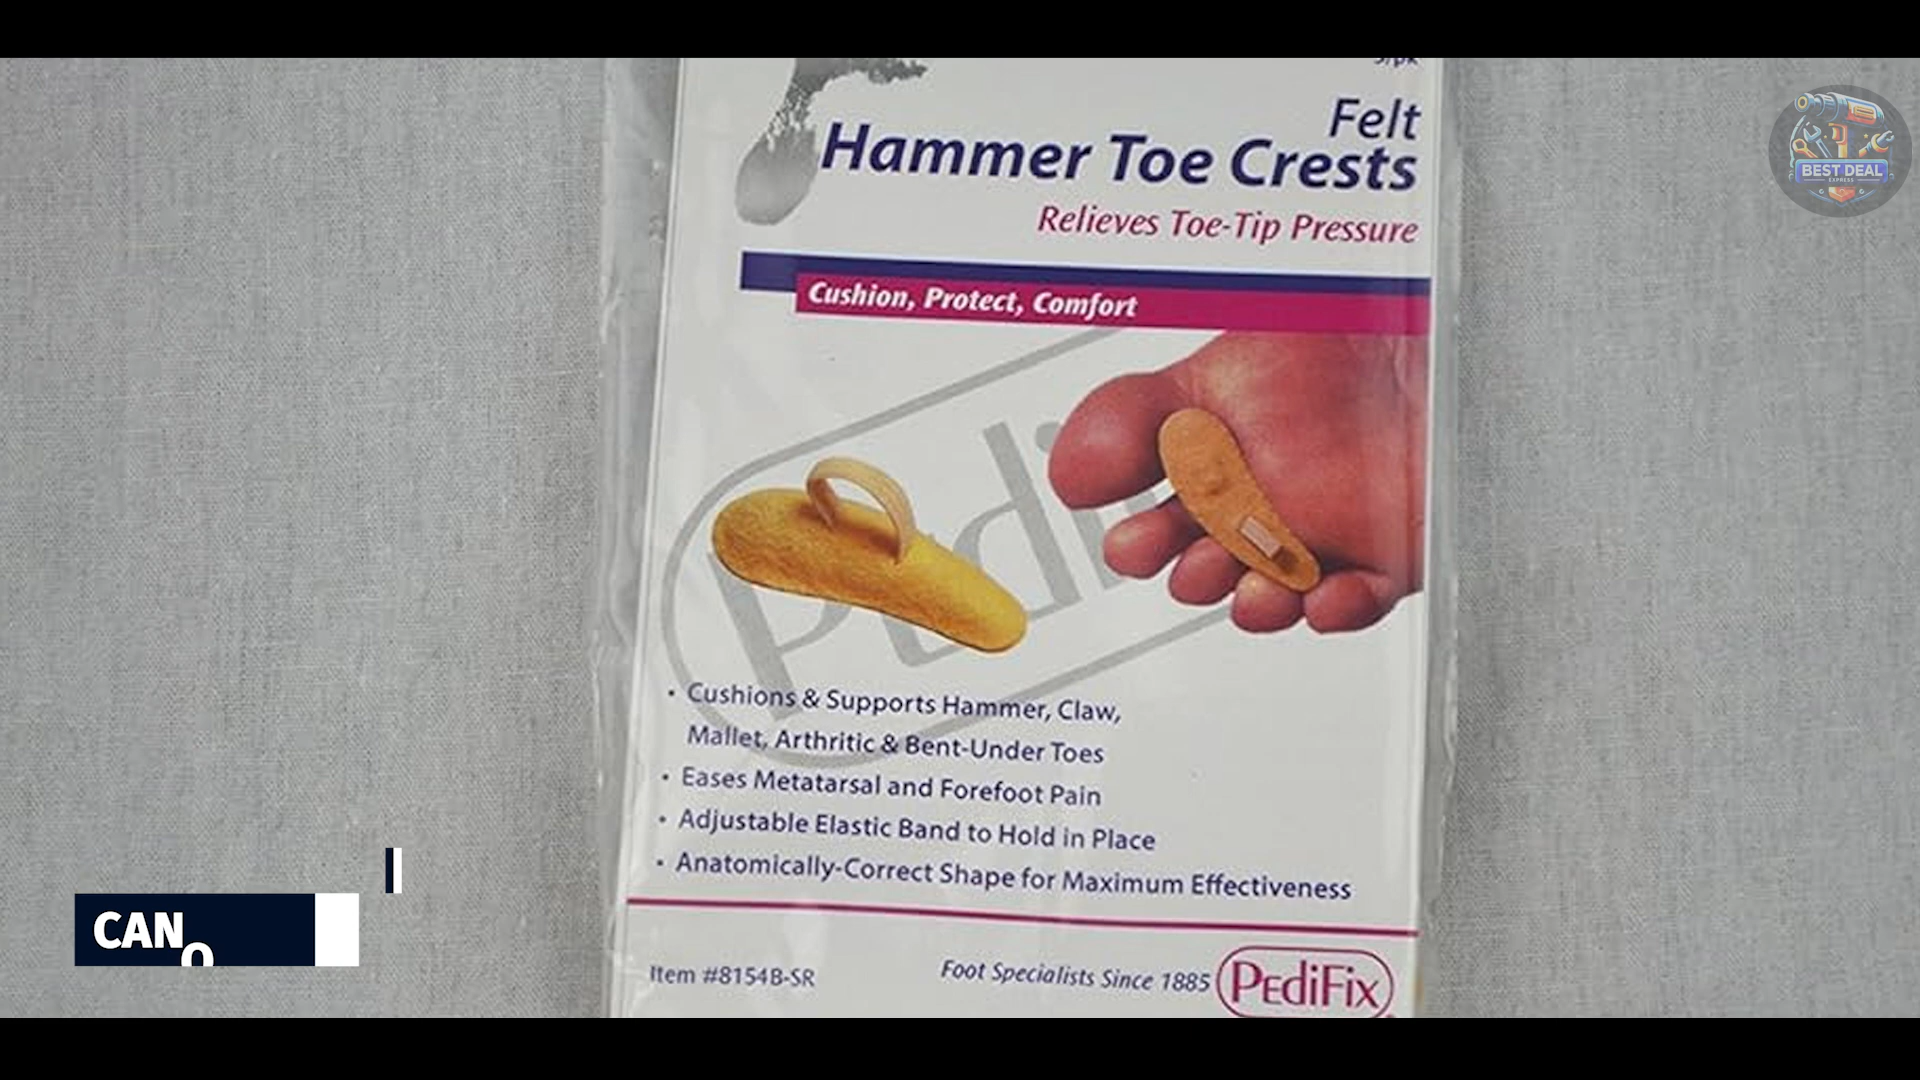 Felt
Hammer Toe Crests
Relieves Toe-Tip Pressure
Cushion, Protect, Comfort
PediFix
• Cushions & Supports Hammer, Claw,
Mallet, Arthritic & Bent-Under Toes
• Eases Metatarsal and Forefoot Pain
• Adjustable Elastic Band to Hold in Place
• Anatomically-Correct Shape for Maximum Effectiveness
Item #8154B-SR
Foot Specialists Since 1885
PEdiFix
BEST DEAL
EXPRESS
CAN